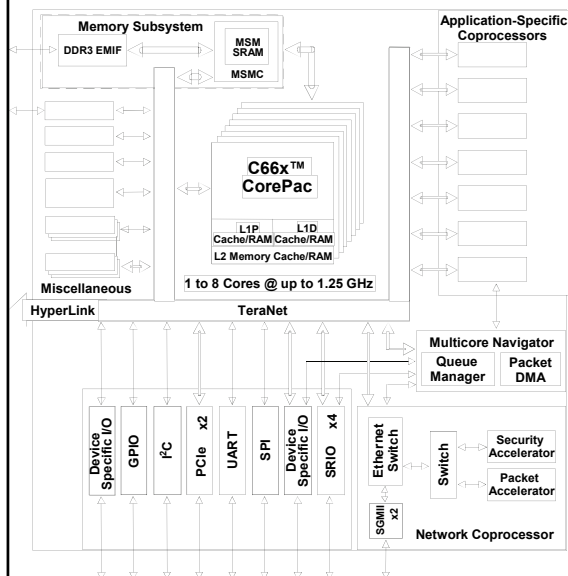 Memory Subsystem
DDR3 EMIF
MSM
SRAM
MSMC
Application-Specific
Coprocessors
C66x™
CorePac
L1P
Cache/RAM
L1D
Cache/RAM
L2 Memory Cache/RAM
1 to 8 Cores @ up to 1.25 GHz
Miscellaneous
HyperLink
TeraNet
Multicore Navigator
Queue
Manager
Packet
DMA
Device
Specific I/O
GPIO
I²C
PCIe x2
UART
SPI
Device
Specific I/O
SRIO x4
Ethernet
Switch
Switch
Security
Accelerator
Packet
Accelerator
SGMII
x2
Network Coprocessor